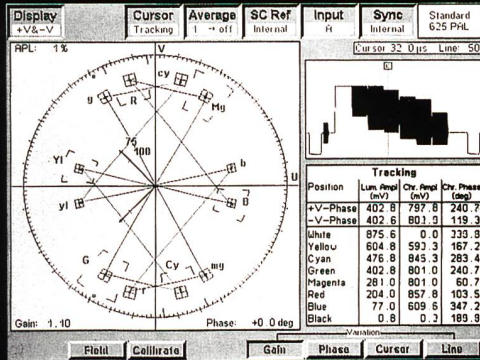 Display
+V&-V
Cursor
Tracking
Average
1 → off
SC Ref
Internal
Input
A
Sync
Internal
Standard
625 PAL
APL: 1%
V
Cursor 32.0µs Line: 50
cy
g
R
Mg
75
100
Yl
b
U
yl
B
G
r
Cy
mg
Gain: 1.10
Phase: +0.0 deg
Tracking
Position Lum. Ampl (mV) Chr. Ampl (mV) Chr. Phase (deg)
+V-Phase 402.8 797.8 240.7
-V-Phase 402.6 801.9 119.3
White 875.6 0.0 333.8
Yellow 604.8 593.3 167.2
Cyan 476.8 845.3 283.4
Green 402.8 801.0 240.7
Magenta 281.0 801.0 60.7
Red 204.0 857.8 103.5
Blue 77.0 609.6 347.2
Black 0.8 0.2 189.9
Variation
Field
Calibrate
Gain
Phase
Cursor
Line